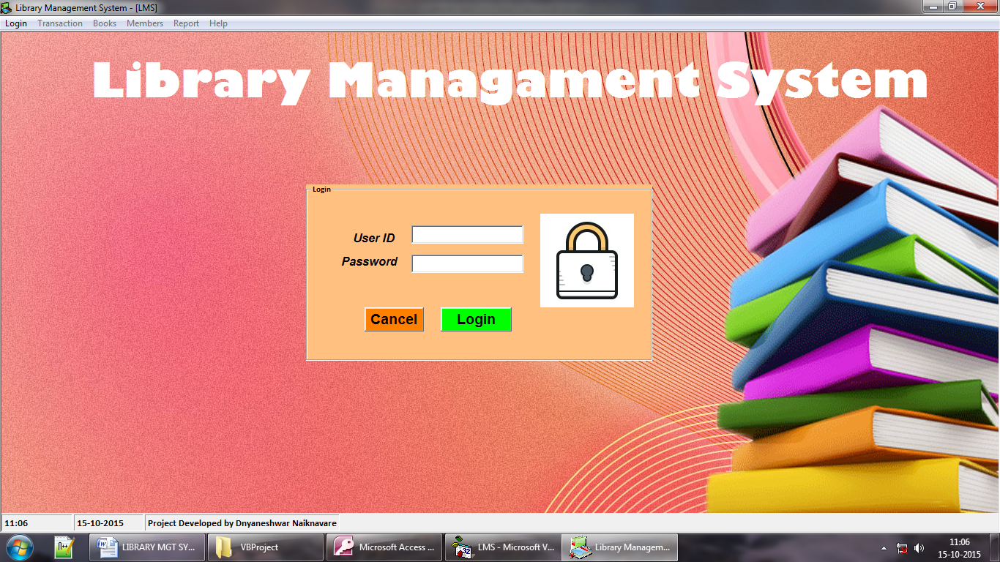 Library Management System - [LMS]
Login Transaction Books Members Report Help
Library Managament System
Login
User ID
Password
Cancel Login
11:06 15-10-2015 Project Developed by Dnyaneshwar Naiknavare
N++ LIBRARY MGT SY... VBProject Microsoft Access ... 32 LMS - Microsoft V... Library Managem... 11:06
15-10-2015